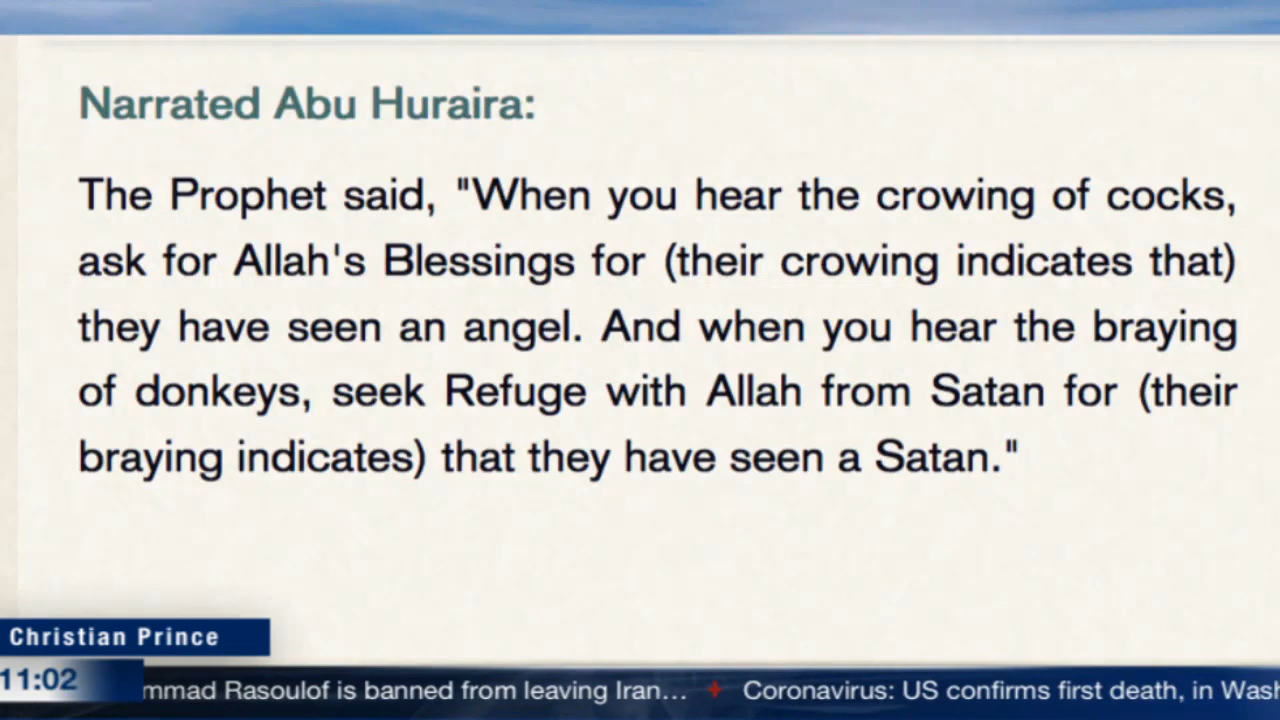 Narrated Abu Huraira:
The Prophet said, "When you hear the crowing of cocks,
ask for Allah's Blessings for (their crowing indicates that)
they have seen an angel. And when you hear the braying
of donkeys, seek Refuge with Allah from Satan for (their
braying indicates) that they have seen a Satan."
Christian Prince
11:02
mmad Rasoulof is banned from leaving Iran... Coronavirus: US confirms first death, in Wash